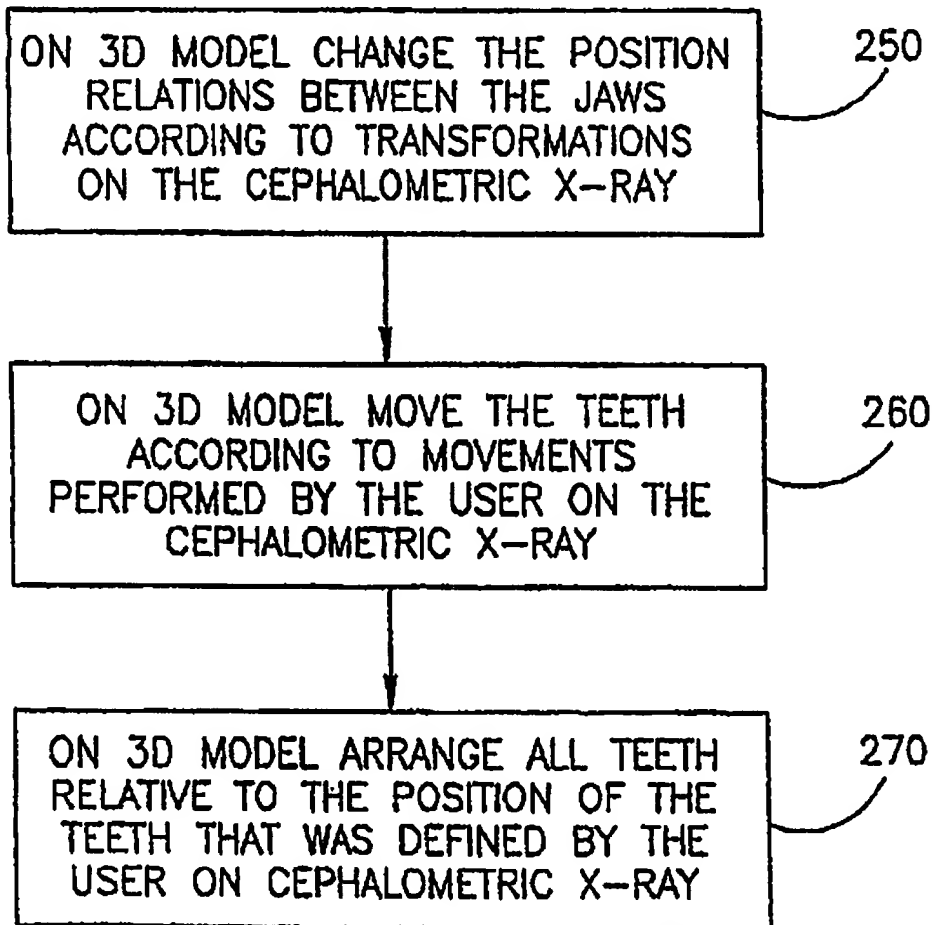 ON 3D MODEL CHANGE THE POSITION
RELATIONS BETWEEN THE JAWS
ACCORDING TO TRANSFORMATIONS
ON THE CEPHALOMETRIC X-RAY
250
ON 3D MODEL MOVE THE TEETH
ACCORDING TO MOVEMENTS
PERFORMED BY THE USER ON THE
CEPHALOMETRIC X-RAY
260
ON 3D MODEL ARRANGE ALL TEETH
RELATIVE TO THE POSITION OF THE
TEETH THAT WAS DEFINED BY THE
USER ON CEPHALOMETRIC X-RAY
270